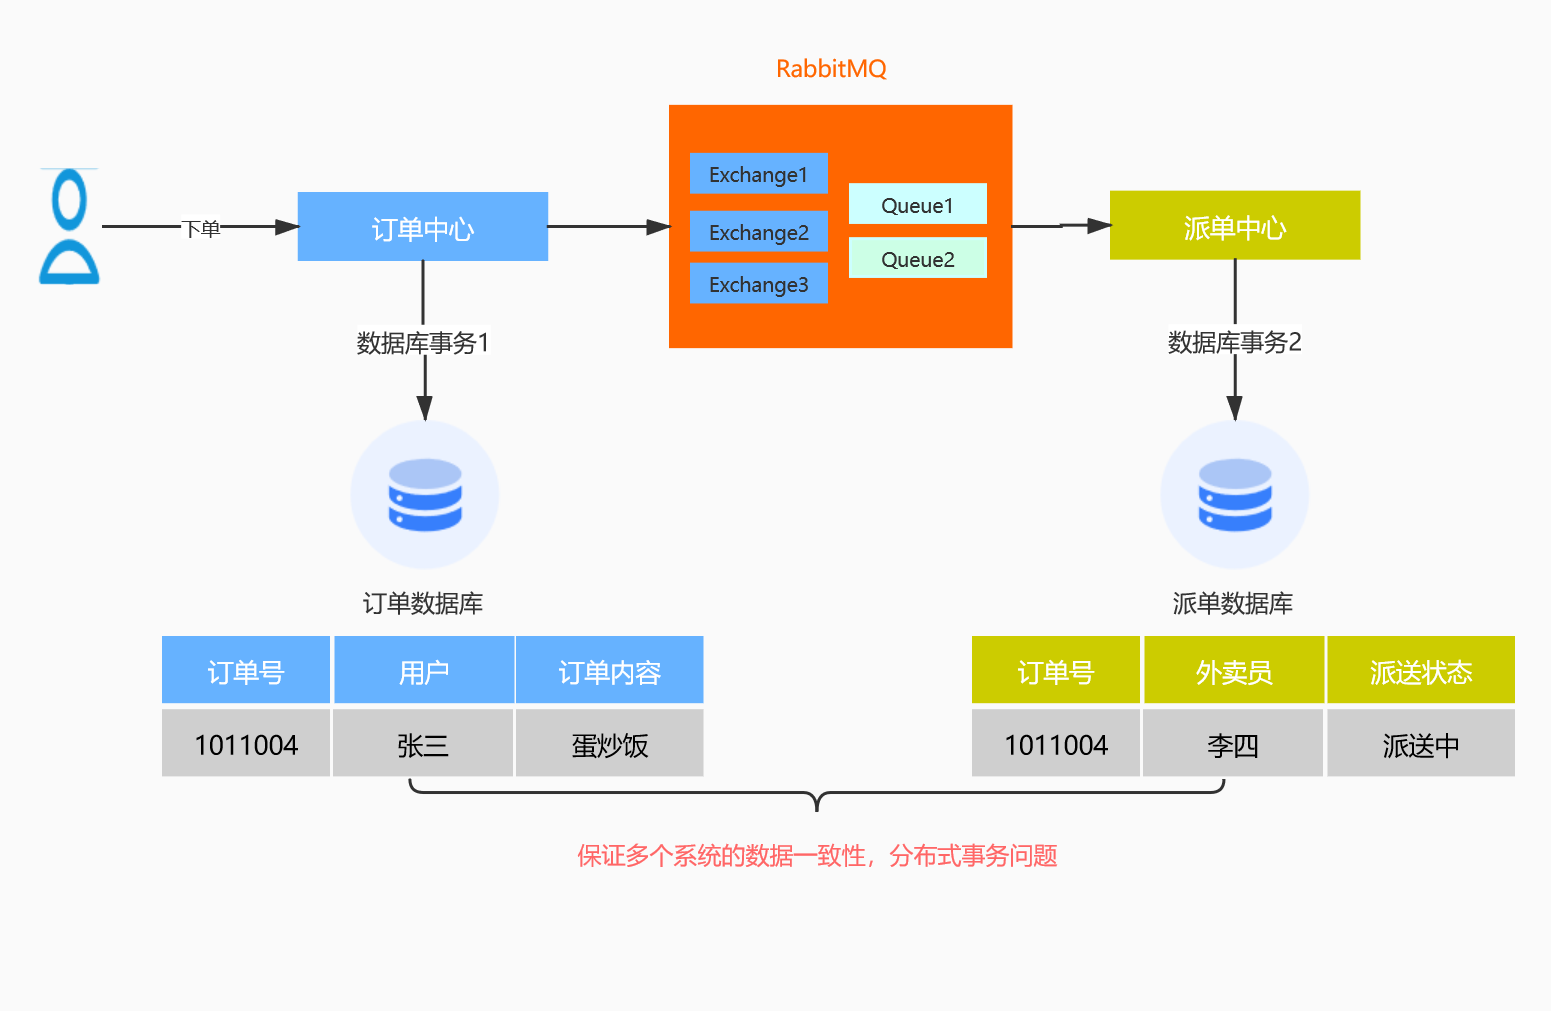 RabbitMQ
Exchange1
Exchange2
Exchange3
Queue1
Queue2
下单
订单中心
派单中心
数据库事务1
数据库事务2
订单数据库
派单数据库
订单号 用户 订单内容
1011004 张三 蛋炒饭
订单号 外卖员 派送状态
1011004 李四 派送中
保证多个系统的数据一致性，分布式事务问题